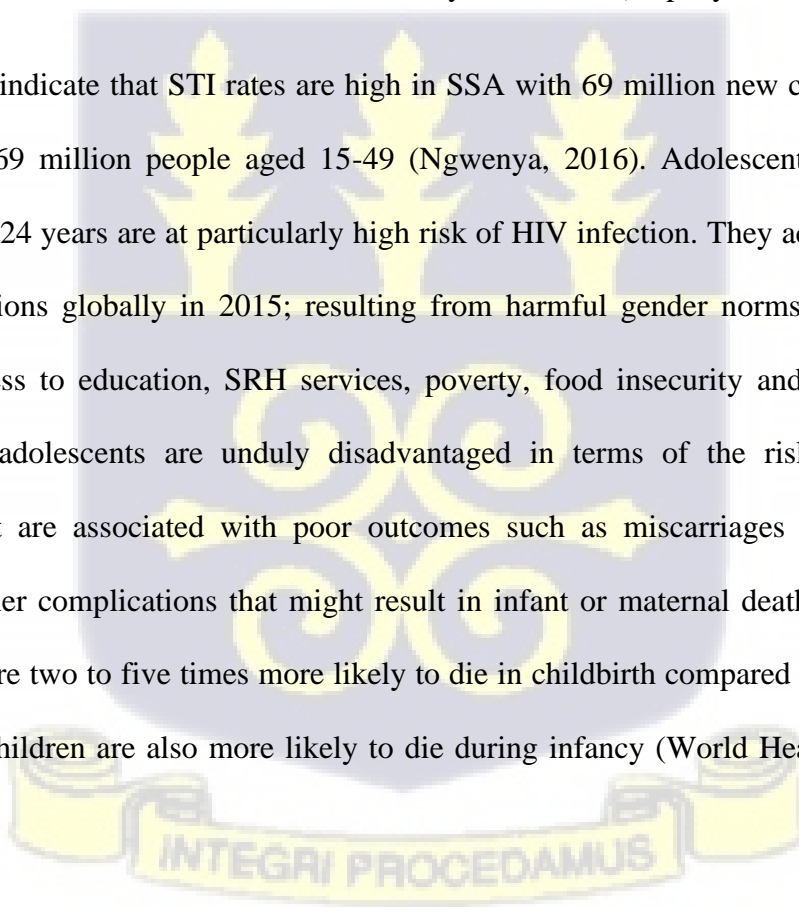 indicate that STI rates are high in SSA with 69 million new c
69 million people aged 15-49 (Ngwenya, 2016). Adolescent
24 years are at particularly high risk of HIV infection. They a
ions globally in 2015; resulting from harmful gender norms
ess to education, SRH services, poverty, food insecurity and
adolescents are unduly disadvantaged in terms of the ris
t are associated with poor outcomes such as miscarriages
ner complications that might result in infant or maternal death
re two to five times more likely to die in childbirth compared
hildren are also more likely to die during infancy (World Hea
INTEGRI PROCEDAMUS